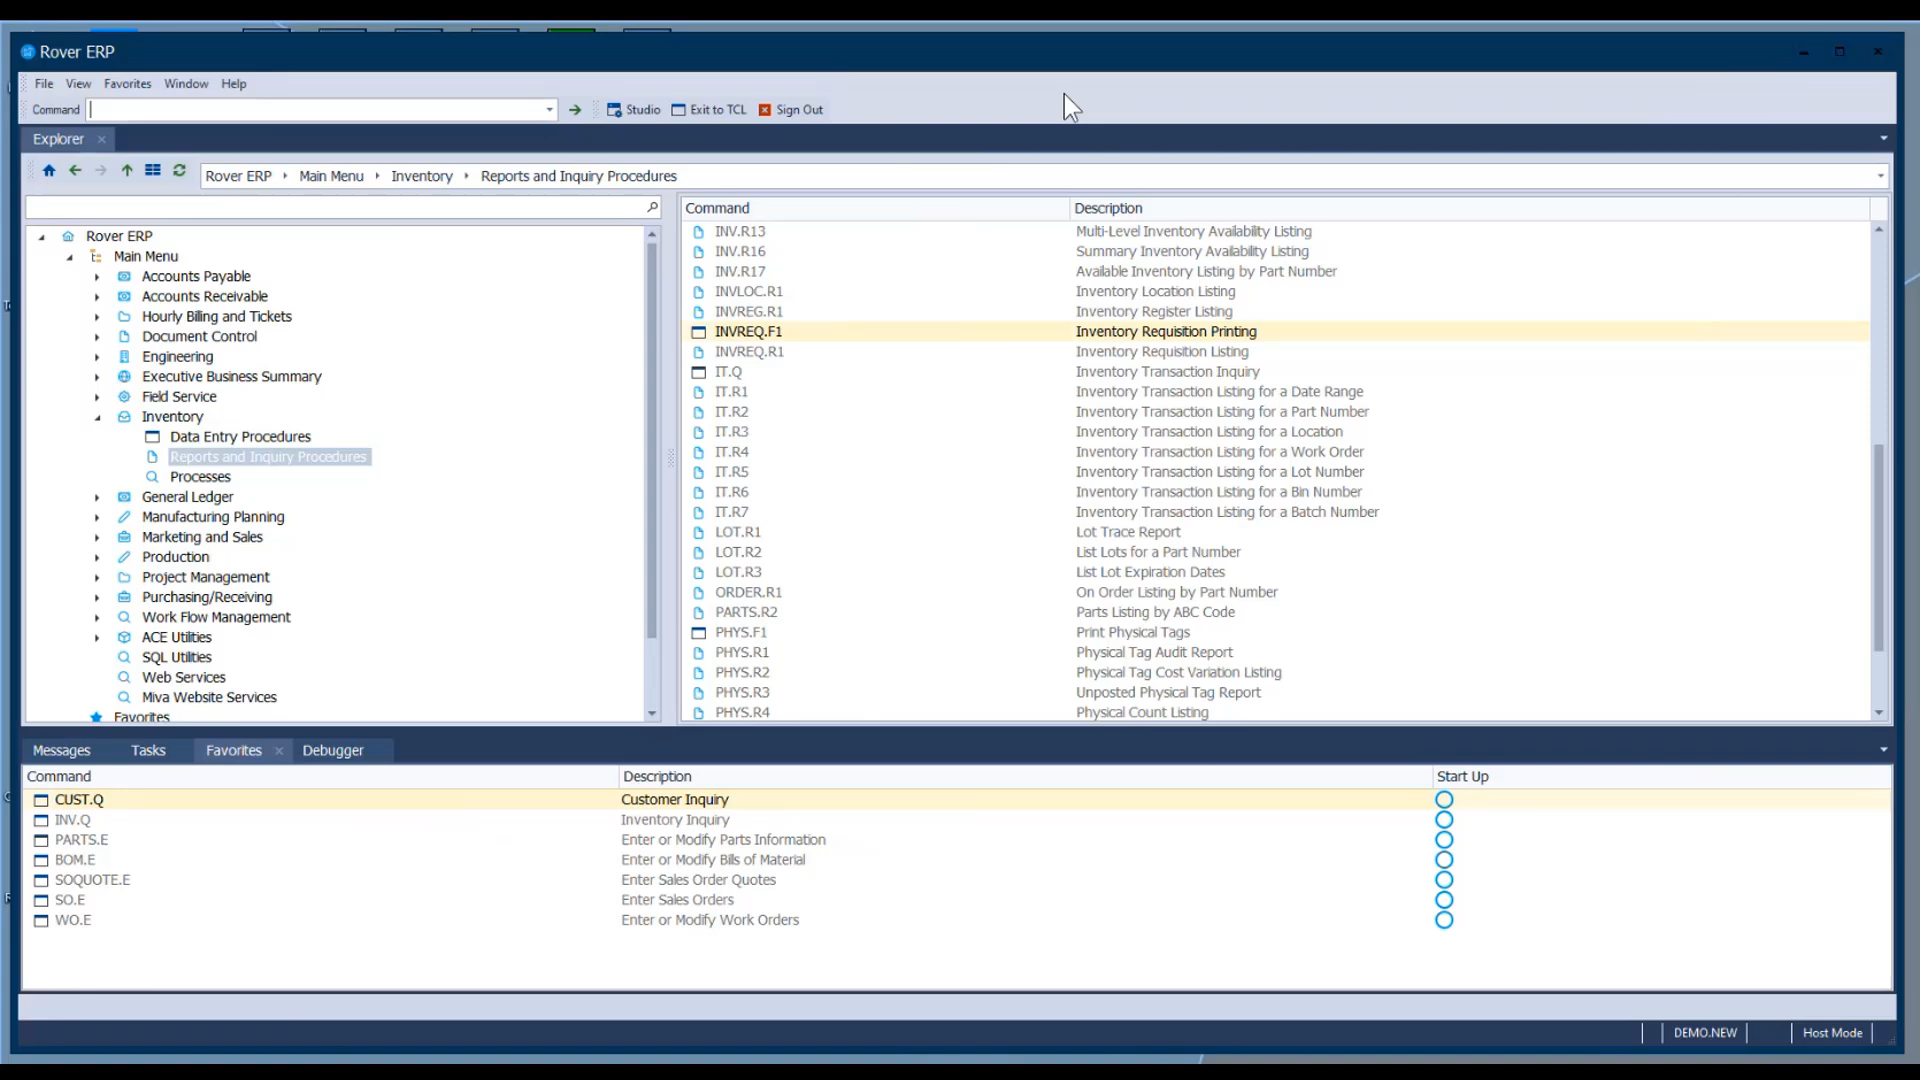 Rover ERP
File View Favorites Window Help
Command Studio Exit to TCL Sign Out
Explorer
Rover ERP Main Menu Inventory Reports and Inquiry Procedures
Rover ERP
Main Menu
Accounts Payable
Accounts Receivable
Hourly Billing and Tickets
Document Control
Engineering
Executive Business Summary
Field Service
Inventory
Data Entry Procedures
Reports and Inquiry Procedures
Processes
General Ledger
Manufacturing Planning
Marketing and Sales
Production
Project Management
Purchasing/Receiving
Work Flow Management
ACE Utilities
SQL Utilities
Web Services
Miva Website Services
Favorites
Command Description
INV.R13 Multi-Level Inventory Availability Listing
INV.R16 Summary Inventory Availability Listing
INV.R17 Available Inventory Listing by Part Number
INVLOC.R1 Inventory Location Listing
INVREG.R1 Inventory Register Listing
INVREQ.F1 Inventory Requisition Printing
INVREQ.R1 Inventory Requisition Listing
IT.Q Inventory Transaction Inquiry
IT.R1 Inventory Transaction Listing for a Date Range
IT.R2 Inventory Transaction Listing for a Part Number
IT.R3 Inventory Transaction Listing for a Location
IT.R4 Inventory Transaction Listing for a Work Order
IT.R5 Inventory Transaction Listing for a Lot Number
IT.R6 Inventory Transaction Listing for a Bin Number
IT.R7 Inventory Transaction Listing for a Batch Number
LOT.R1 Lot Trace Report
LOT.R2 List Lots for a Part Number
LOT.R3 List Lot Expiration Dates
ORDER.R1 On Order Listing by Part Number
PARTS.R2 Parts Listing by ABC Code
PHYS.F1 Print Physical Tags
PHYS.R1 Physical Tag Audit Report
PHYS.R2 Physical Tag Cost Variation Listing
PHYS.R3 Unposted Physical Tag Report
PHYS.R4 Physical Count Listing
Messages Tasks Favorites Debugger
Command Description Start Up
CUST.Q Customer Inquiry
INV.Q Inventory Inquiry
PARTS.E Enter or Modify Parts Information
BOM.E Enter or Modify Bills of Material
SOQUOTE.E Enter Sales Order Quotes
SO.E Enter Sales Orders
WO.E Enter or Modify Work Orders
DEMO.NEW Host Mode